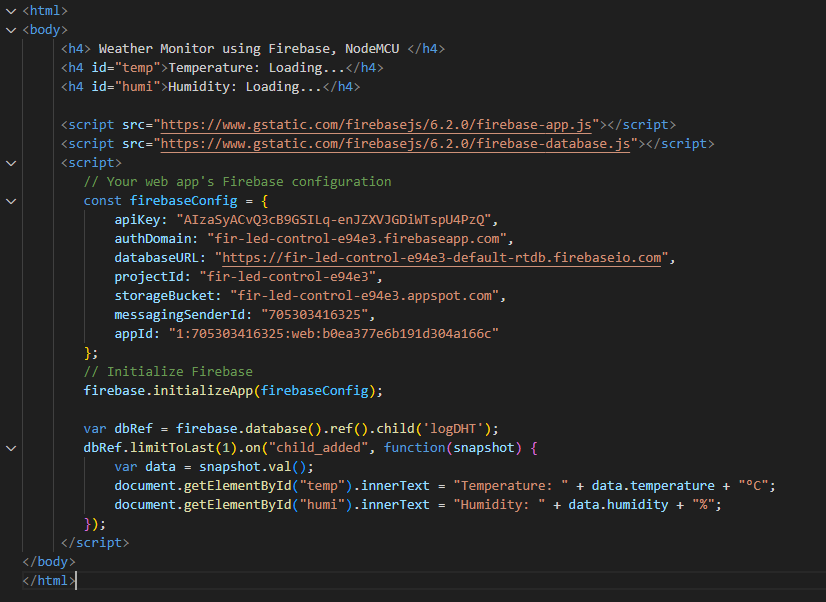 <html>
<body>
<h4> Weather Monitor using Firebase, NodeMCU </h4>
<h4 id="temp">Temperature: Loading...</h4>
<h4 id="humi">Humidity: Loading...</h4>
<script src="https://www.gstatic.com/firebasejs/6.2.0/firebase-app.js"></script>
<script src="https://www.gstatic.com/firebasejs/6.2.0/firebase-database.js"></script>
<script>
// Your web app's Firebase configuration
const firebaseConfig = {
apiKey: "AIzaSyACvQ3cB9GSILq-enJZXVJGDiWTspU4PzQ",
authDomain: "fir-led-control-e94e3.firebaseapp.com",
databaseURL: "https://fir-led-control-e94e3-default-rtdb.firebaseio.com",
projectId: "fir-led-control-e94e3",
storageBucket: "fir-led-control-e94e3.appspot.com",
messagingSenderId: "705303416325",
appId: "1:705303416325:web:b0ea377e6b191d304a166c"
};
// Initialize Firebase
firebase.initializeApp(firebaseConfig);
var dbRef = firebase.database().ref().child('logDHT');
dbRef.limitToLast(1).on("child_added", function(snapshot) {
var data = snapshot.val();
document.getElementById("temp").innerText = "Temperature: " + data.temperature + "°C";
document.getElementById("humi").innerText = "Humidity: " + data.humidity + "%";
});
</script>
</body>
</html>